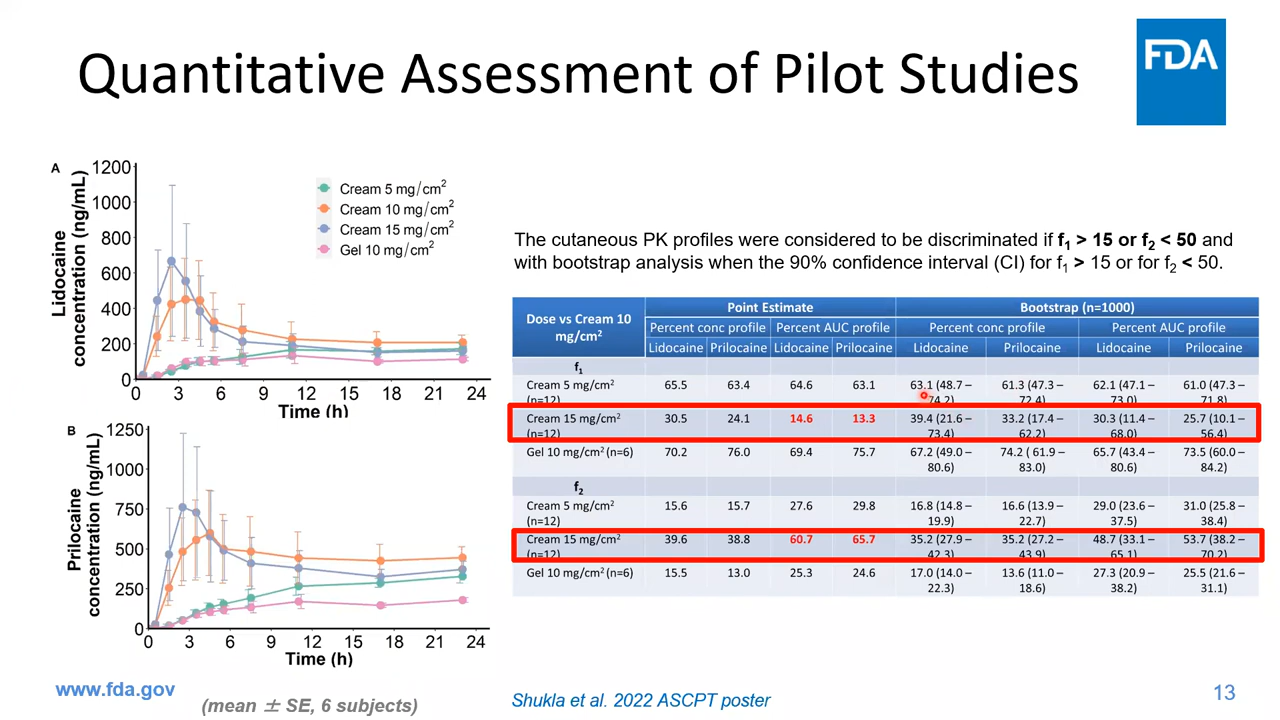 Quantitative Assessment of Pilot Studies
FDA
A
Lidocaine
concentration (ng/mL)
1200
1000
800
600
400
200
0
0 3 6 9 12 15 18 21 24
Time (h)
Cream 5 mg/cm²
Cream 10 mg/cm²
Cream 15 mg/cm²
Gel 10 mg/cm²
B
Prilocaine
concentration (ng/mL)
1250
1000
750
500
250
0
0 3 6 9 12 15 18 21 24
Time (h)
The cutaneous PK profiles were considered to be discriminated if f₁ > 15 or f₂ < 50 and
with bootstrap analysis when the 90% confidence interval (CI) for f₁ > 15 or for f₂ < 50.
Dose vs Cream 10
mg/cm²
Point Estimate Bootstrap (n=1000)
Percent conc profile Percent AUC profile Percent conc profile Percent AUC profile
Lidocaine Prilocaine Lidocaine Prilocaine Lidocaine Prilocaine Lidocaine Prilocaine
f₁
Cream 5 mg/cm² 65.5 63.4 64.6 63.1 63.1 (48.7 – 61.3 (47.3 – 62.1 (47.1 – 61.0 (47.3 –
(n=12) 74.2) 72.4) 73.0) 71.8)
Cream 15 mg/cm² 30.5 24.1 14.6 13.3 39.4 (21.6 – 33.2 (17.4 – 30.3 (11.4 – 25.7 (10.1 –
(n=12) 73.4) 62.2) 68.0) 56.4)
Gel 10 mg/cm² (n=6) 70.2 76.0 69.4 75.7 67.2 (49.0 – 74.2 ( 61.9 – 65.7 (43.4 – 73.5 (60.0 –
80.6) 83.0) 80.6) 84.2)
f₂
Cream 5 mg/cm² 15.6 15.7 27.6 29.8 16.8 (14.8 – 16.6 (13.9 – 29.0 (23.6 – 31.0 (25.8 –
(n=12) 19.9) 22.7) 37.5) 38.4)
Cream 15 mg/cm² 39.6 38.8 60.7 65.7 35.2 (27.9 – 35.2 (27.2 – 48.7 (33.1 – 53.7 (38.2 –
(n=12) 42.3) 43.9) 65.1) 70.2)
Gel 10 mg/cm² (n=6) 15.5 13.0 25.3 24.6 17.0 (14.0 – 13.6 (11.0 – 27.3 (20.9 – 25.5 (21.6 –
22.3) 18.6) 38.2) 31.1)
www.fda.gov
(mean ± SE, 6 subjects)
Shukla et al. 2022 ASCPT poster
13